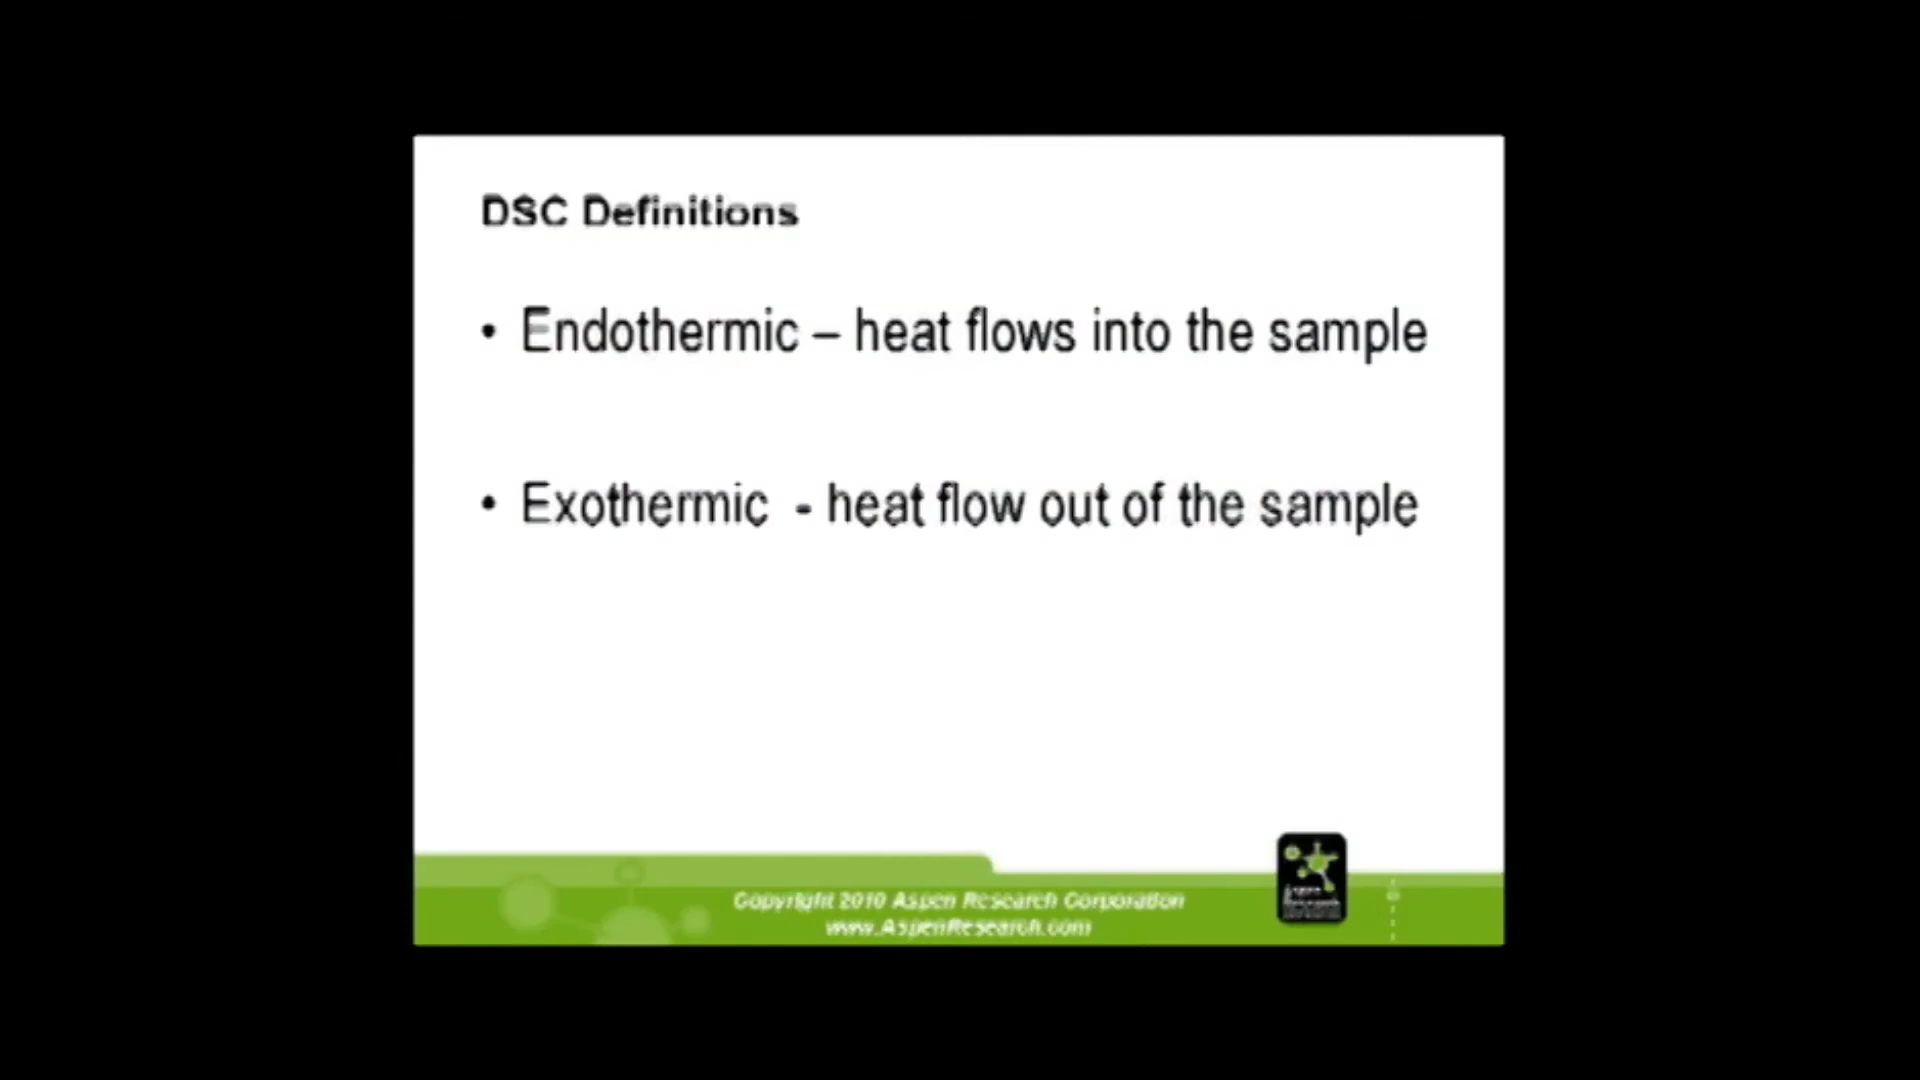 DSC Definitions
• Endothermic – heat flows into the sample
• Exothermic - heat flow out of the sample
Copyright 2010 Aspen Research Corporation
www.AspenResearch.com